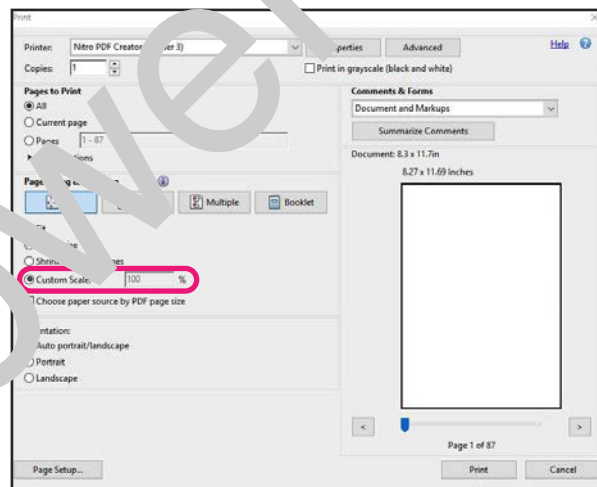 Print
Printer: Nitro PDF Creator 3) Advanced Help
Copies: 1 Print in grayscale (black and white)
Pages to Print Comments & Forms
All Document and Markups
Current page
Pages 1 - 87 Summarize Comments
Document: 8.3 x 11.7in
8.27 x 11.69 Inches
Multiple Booklet
Custom Scale: 100 %
Choose paper source by PDF page size
Auto portrait/landscape
Portrait
Landscape
< >
Page 1 of 87
Page Setup... Print Cancel